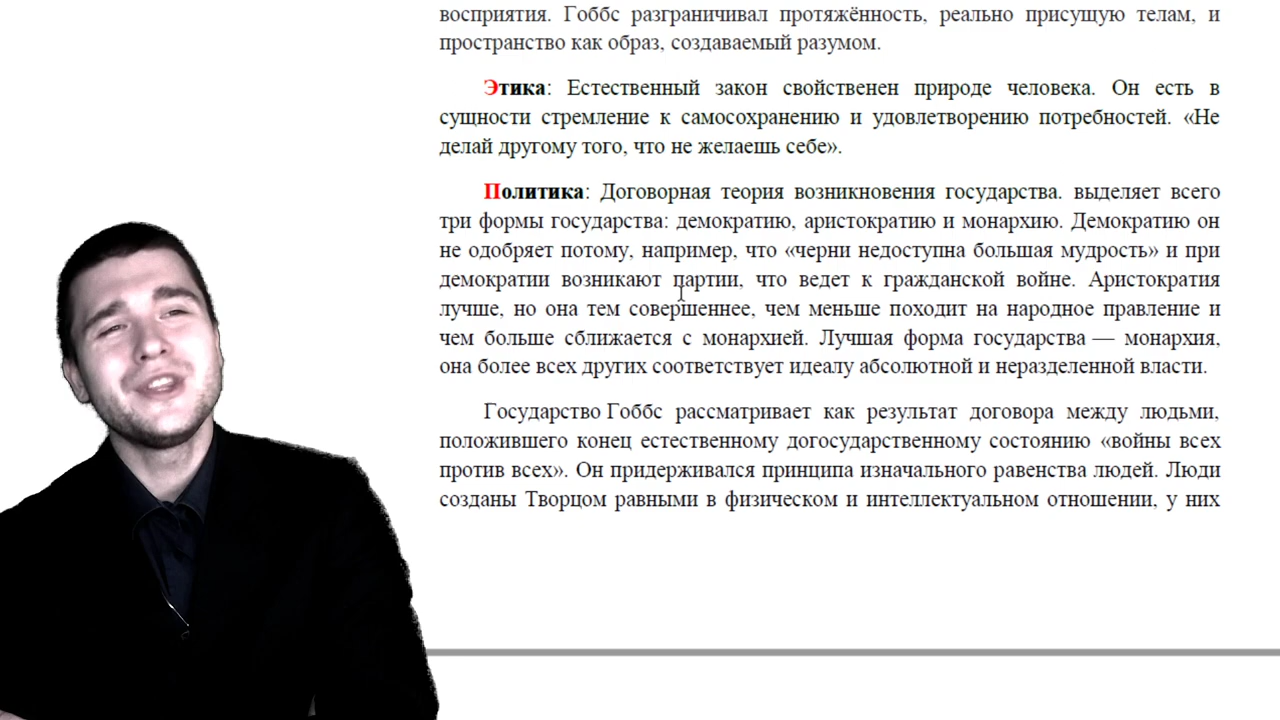 восприятия. Гоббс разграничивал протяжённость, реально присущую телам, и
пространство как образ, создаваемый разумом.
Этика: Естественный закон свойственен природе человека. Он есть в
сущности стремление к самосохранению и удовлетворению потребностей. «Не
делай другому того, что не желаешь себе».
Политика: Договорная теория возникновения государства. выделяет всего
три формы государства: демократию, аристократию и монархию. Демократию он
не одобряет потому, например, что «черни недоступна большая мудрость» и при
демократии возникают партии, что ведет к гражданской войне. Аристократия
лучше, но она тем совершеннее, чем меньше походит на народное правление и
чем больше сближается с монархией. Лучшая форма государства — монархия,
она более всех других соответствует идеалу абсолютной и неразделенной власти.
Государство Гоббс рассматривает как результат договора между людьми,
положившего конец естественному догосударственному состоянию «войны всех
против всех». Он придерживался принципа изначального равенства людей. Люди
созданы Творцом равными в физическом и интеллектуальном отношении, у них